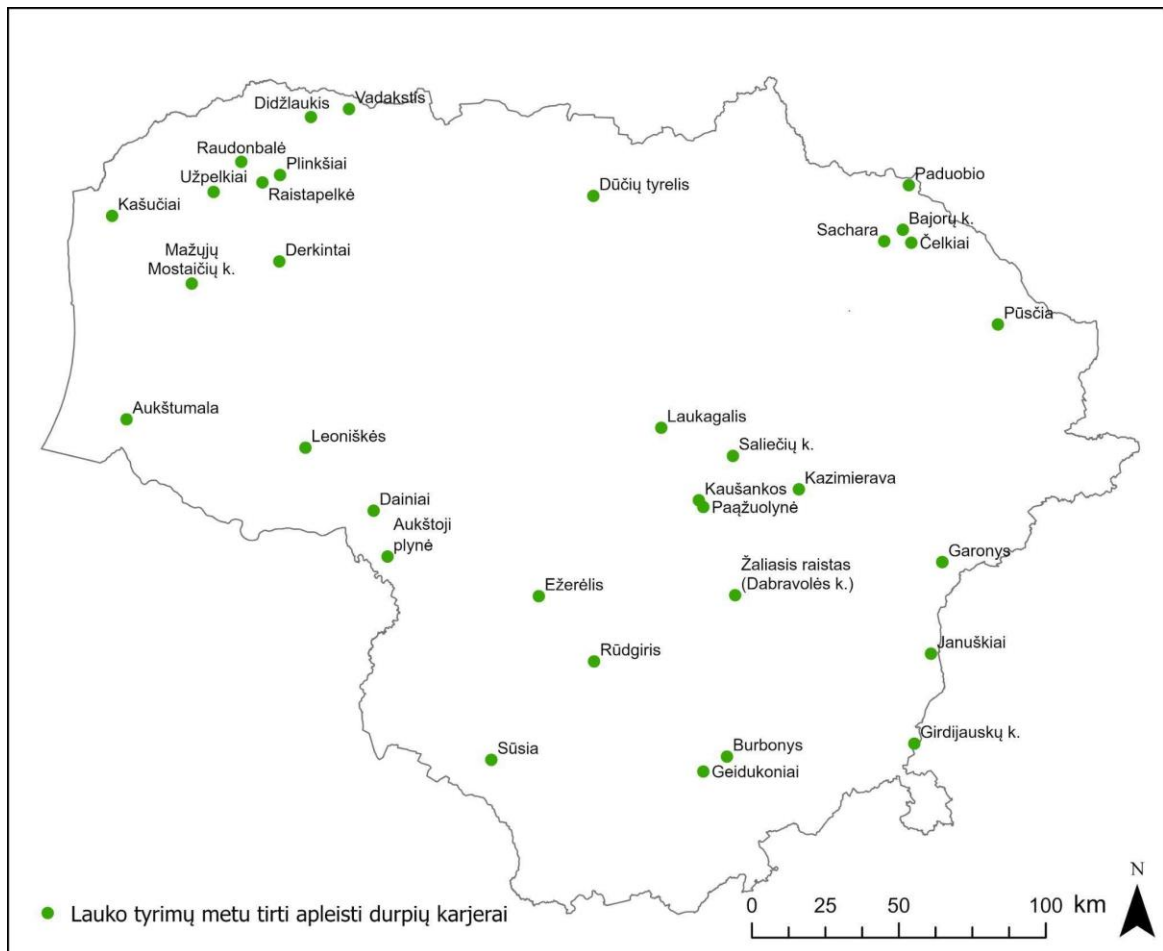 Vadakstis
Didžlaukis
Raudonbalė
Plinkšiai
Užpelkiai
Raistapelkė
Kašučiai
Dūčių tyrelis
Paduobio
Bajorų k.
Sachara
Čelkiai
Mažųjų
Mostaičių k.
Derkintai
Pūsčia
Aukštumala
Leoniškės
Laukagalis
Saliečių k.
Kazimierava
Kaušankos
Paąžuolynė
Dainiai
Aukštoji
plynė
Garonys
Žaliasis raistas
(Dabravolės k.)
Ežerėlis
Rūdgiris
Januškiai
Girdijauskų k.
Sūsia
Burbonys
Geidukoniai
N
Lauko tyrimų metu tirti apleisti durpių karjerai
0 25 50 100 km